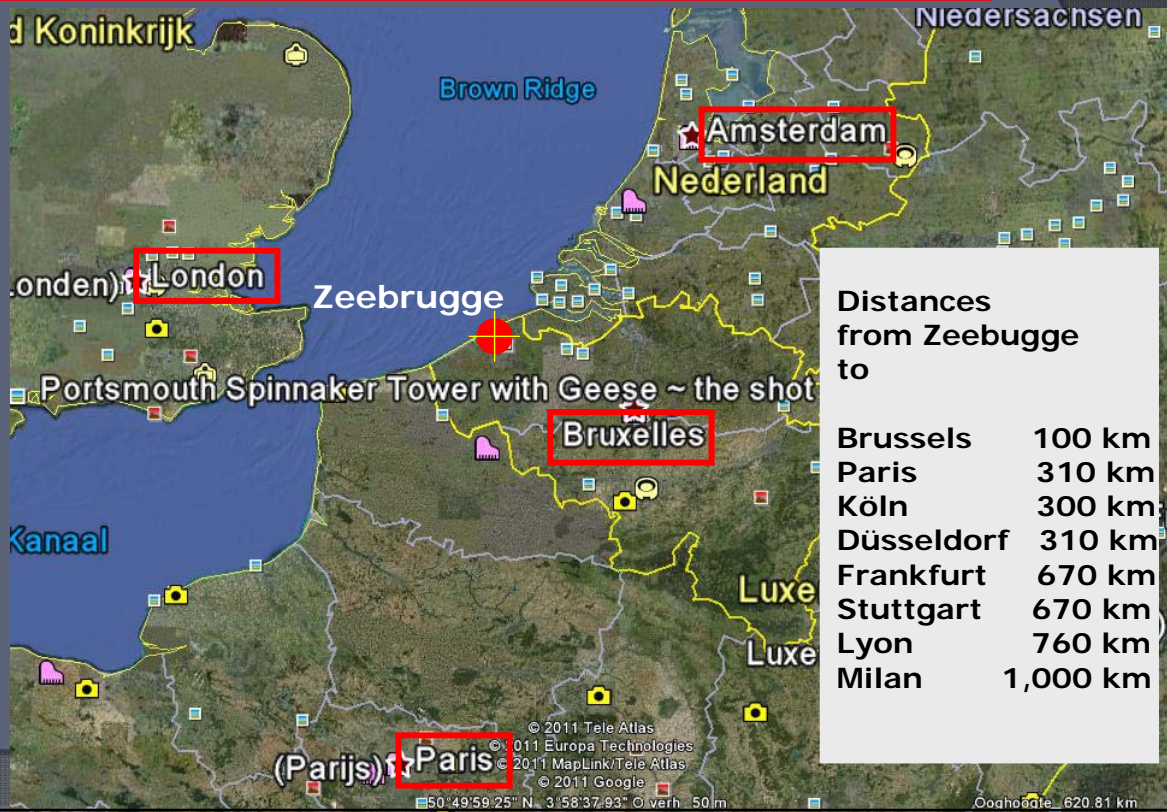 d Koninkrijk
Niedersachsen
Brown Ridge
Amsterdam
Nederland
onden)
London
Zeebrugge
Portsmouth Spinnaker Tower with Geese ~ the shot
Bruxelles
Kanaal
Luxe
Luxe
(Parijs)
Paris
Distances
from Zeebugge
to
Brussels 100 km
Paris 310 km
Köln 300 km
Düsseldorf 310 km
Frankfurt 670 km
Stuttgart 670 km
Lyon 760 km
Milan 1,000 km
© 2011 Tele Atlas
© 2011 Europa Technologies
© 2011 MapLink/Tele Atlas
© 2011 Google
50°49'59.25" N 3°58'37.93" O verh 50 m
Ooghoogte 620.81 km